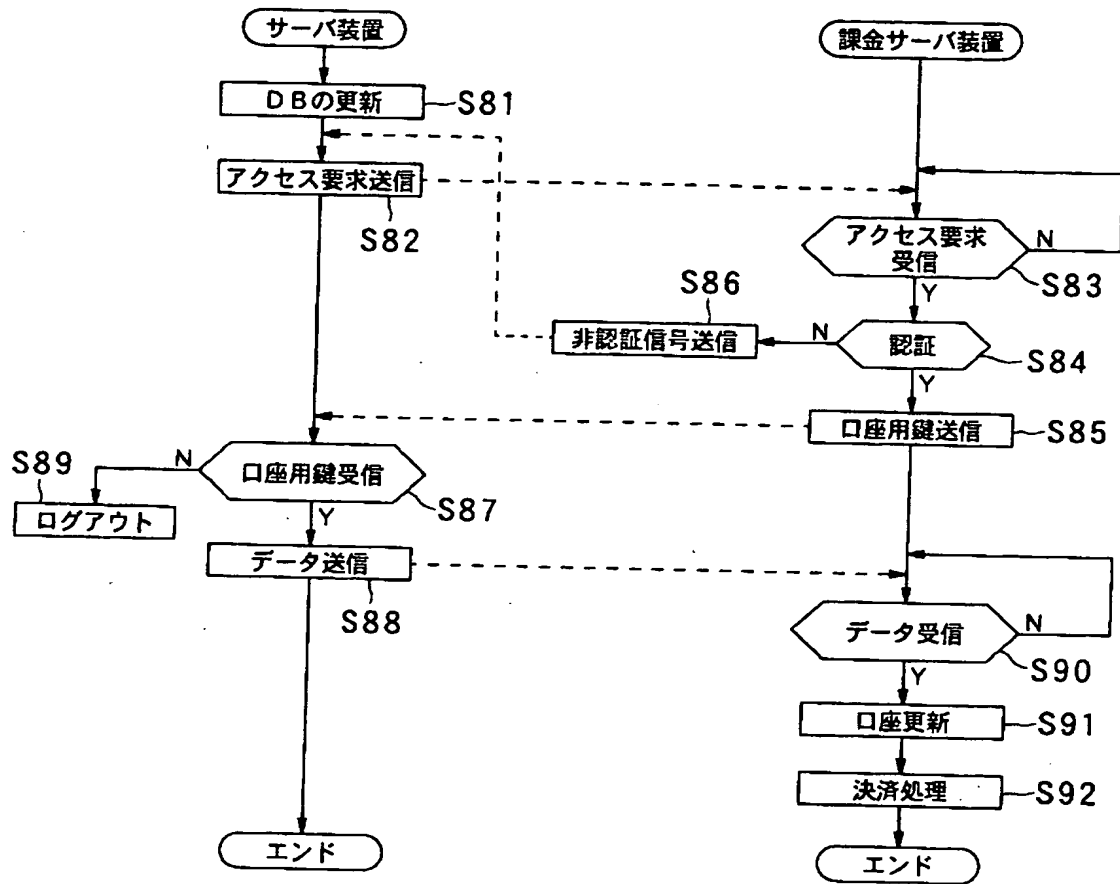 サーバ装置
課金サーバ装置
DBの更新
S81
アクセス要求送信
S82
アクセス要求
受信
N
S83
Y
S86
非認証信号送信
N
認証
S84
Y
口座用鍵送信
S85
S89
N
口座用鍵受信
S87
ログアウト
Y
データ送信
S88
データ受信
N
S90
Y
口座更新
S91
決済処理
S92
エンド
エンド